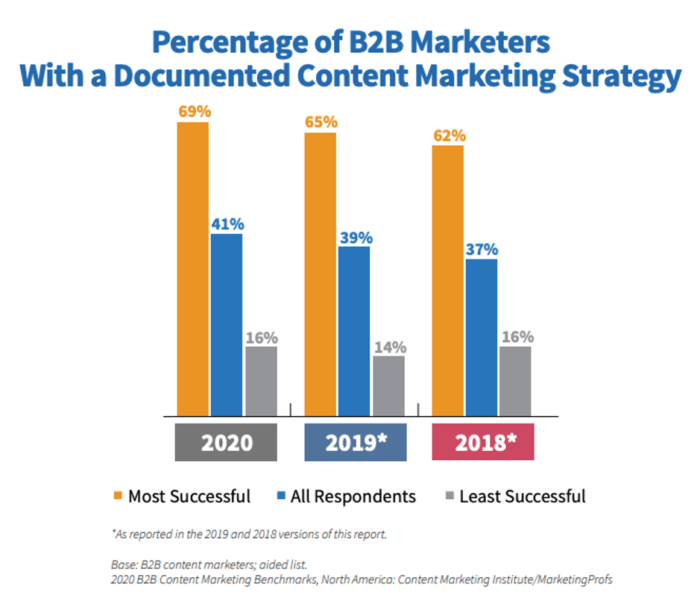 Percentage of B2B Marketers
With a Documented Content Marketing Strategy
69%
41%
16%
65%
39%
14%
62%
37%
16%
2020
2019*
2018*
Most Successful
All Respondents
Least Successful
*As reported in the 2019 and 2018 versions of this report.
Base: B2B content marketers; aided list.
2020 B2B Content Marketing Benchmarks, North America: Content Marketing Institute/MarketingProfs